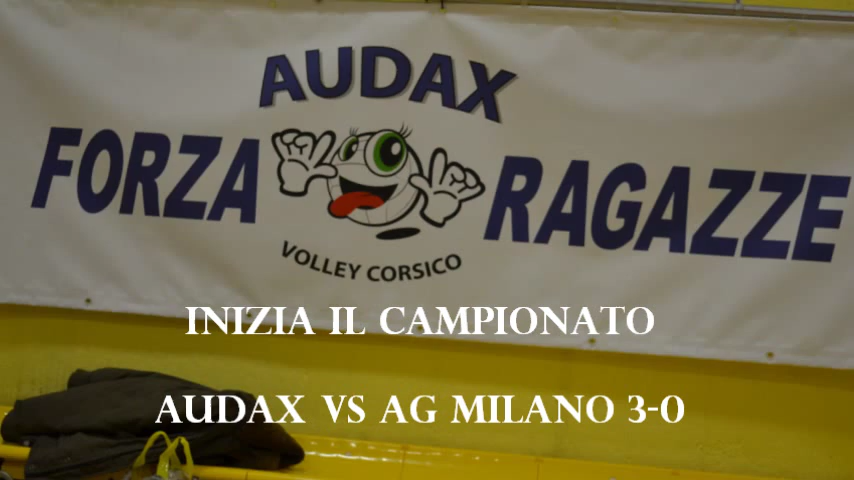 AUDAX
FORZA RAGAZZE
VOLLEY CORSICO
INIZIA IL CAMPIONATO
AUDAX VS AG MILANO 3-0